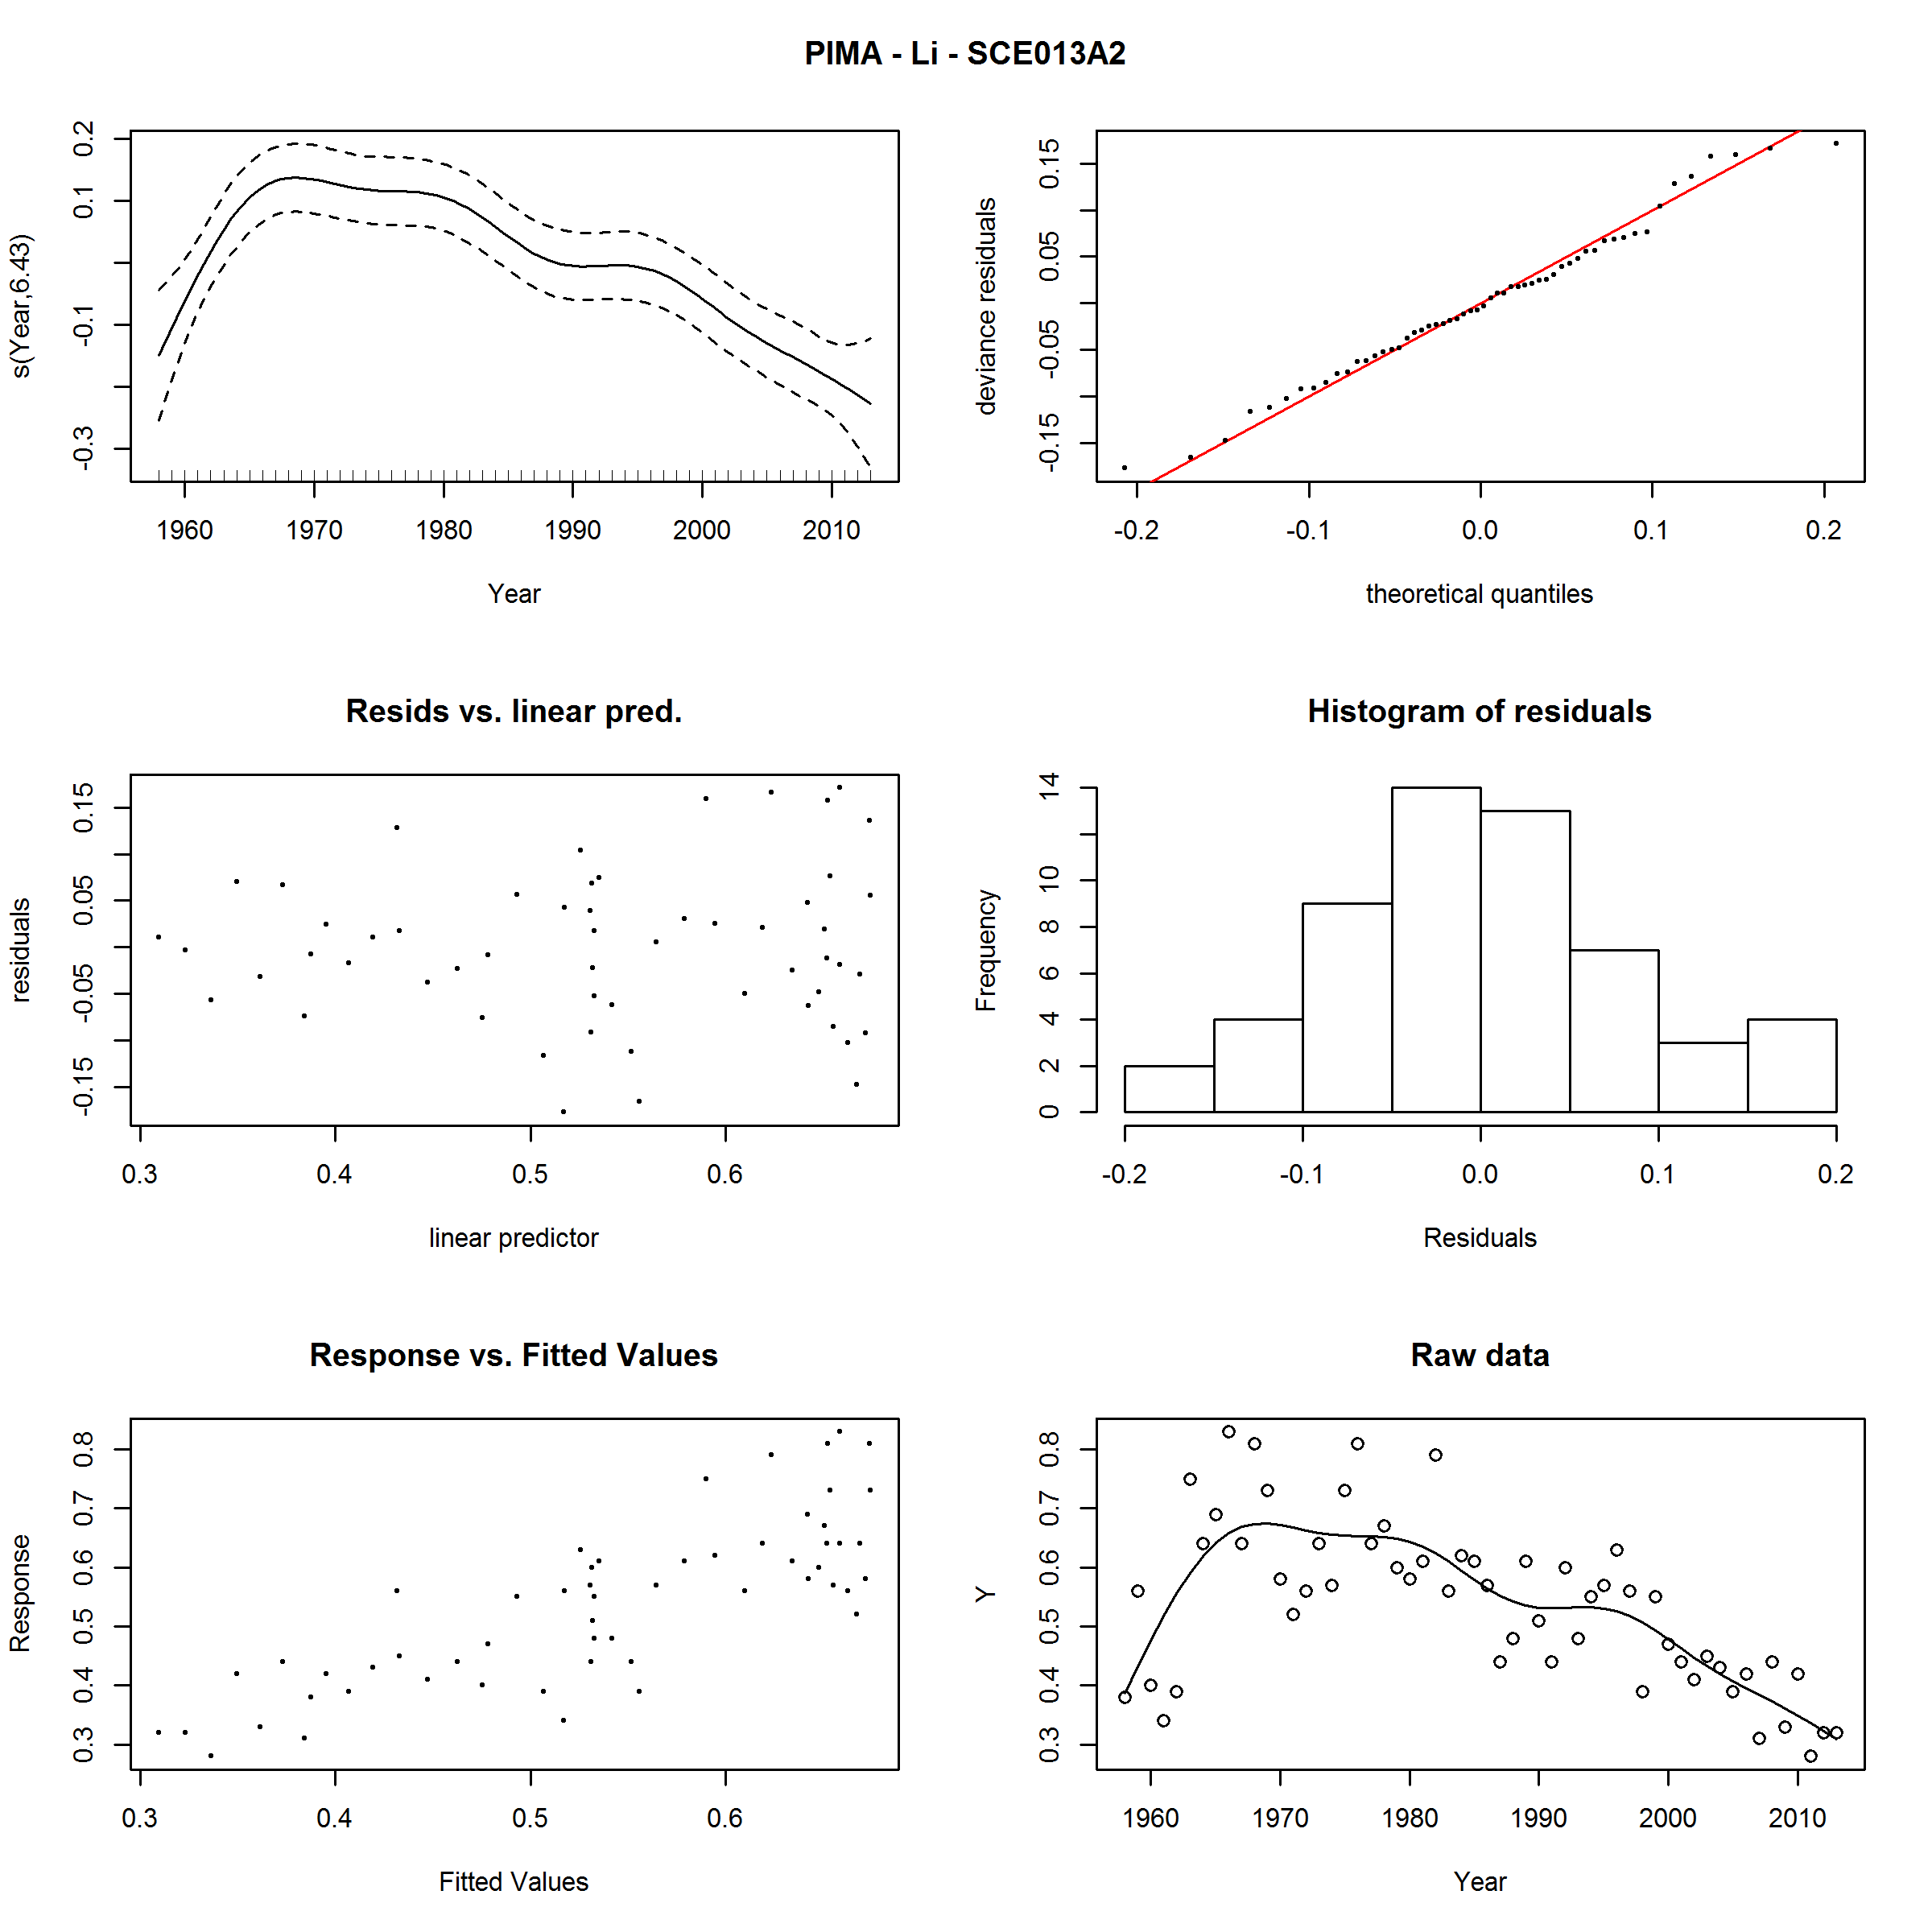 PIMA - Li - SCE013A2
s(Year,6.43)
0.2
0.1
-0.1
-0.3
1960 1970 1980 1990 2000 2010
Year
deviance residuals
0.15
0.05
-0.05
-0.15
-0.2 -0.1 0.0 0.1 0.2
theoretical quantiles
Resids vs. linear pred.
residuals
0.15
0.05
-0.05
-0.15
0.3 0.4 0.5 0.6
linear predictor
Histogram of residuals
Frequency
14
10
8
6
4
2
0
-0.2 -0.1 0.0 0.1 0.2
Residuals
Response vs. Fitted Values
Response
0.8
0.7
0.6
0.5
0.4
0.3
0.3 0.4 0.5 0.6
Fitted Values
Raw data
Y
0.8
0.7
0.6
0.5
0.4
0.3
1960 1970 1980 1990 2000 2010
Year